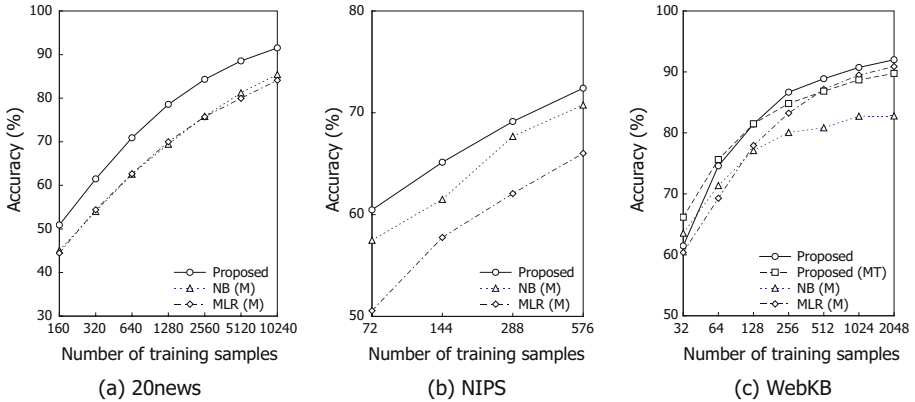 100
90
80
70
60
50
40
30
Accuracy (%)
Proposed
NB (M)
MLR (M)
160 320 640 1280 2560 5120 10240
Number of training samples
(a) 20news
80
70
60
50
Accuracy (%)
Proposed
NB (M)
MLR (M)
72 144 288 576
Number of training samples
(b) NIPS
100
90
80
70
60
50
Accuracy (%)
Proposed
Proposed (MT)
NB (M)
MLR (M)
32 64 128 256 512 1024 2048
Number of training samples
(c) WebKB